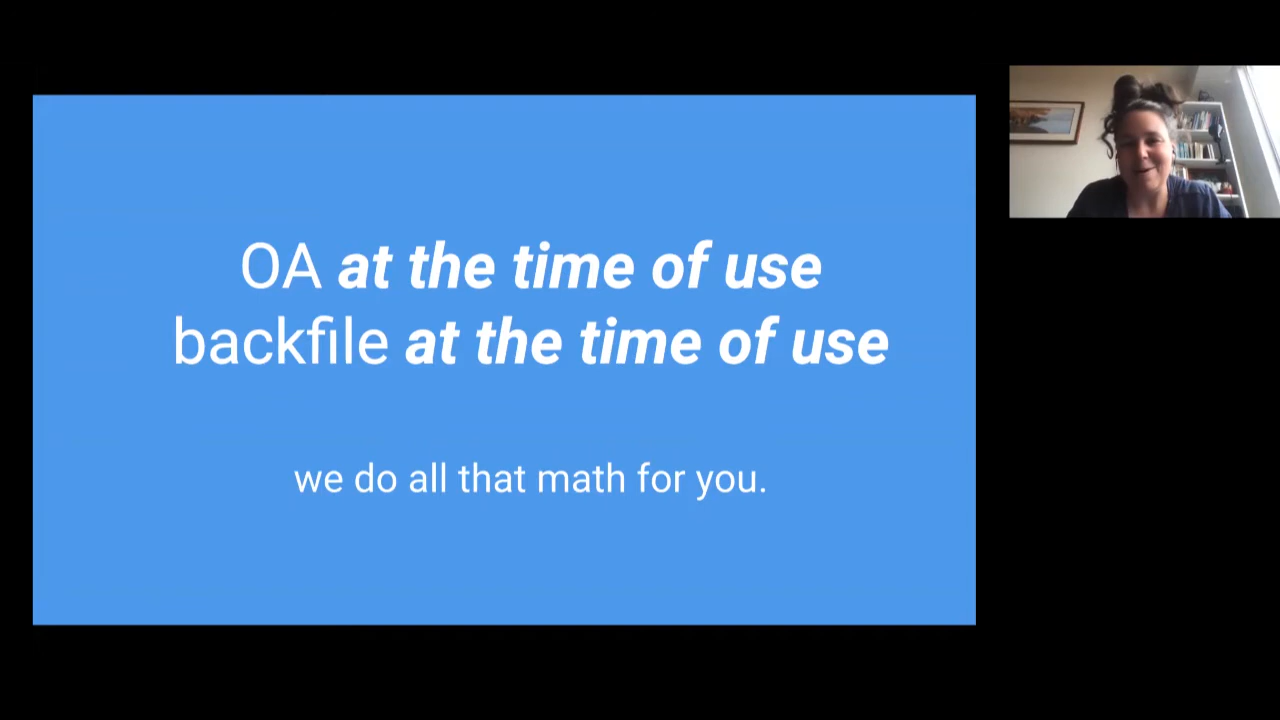 OA at the time of use
backfile at the time of use
we do all that math for you.